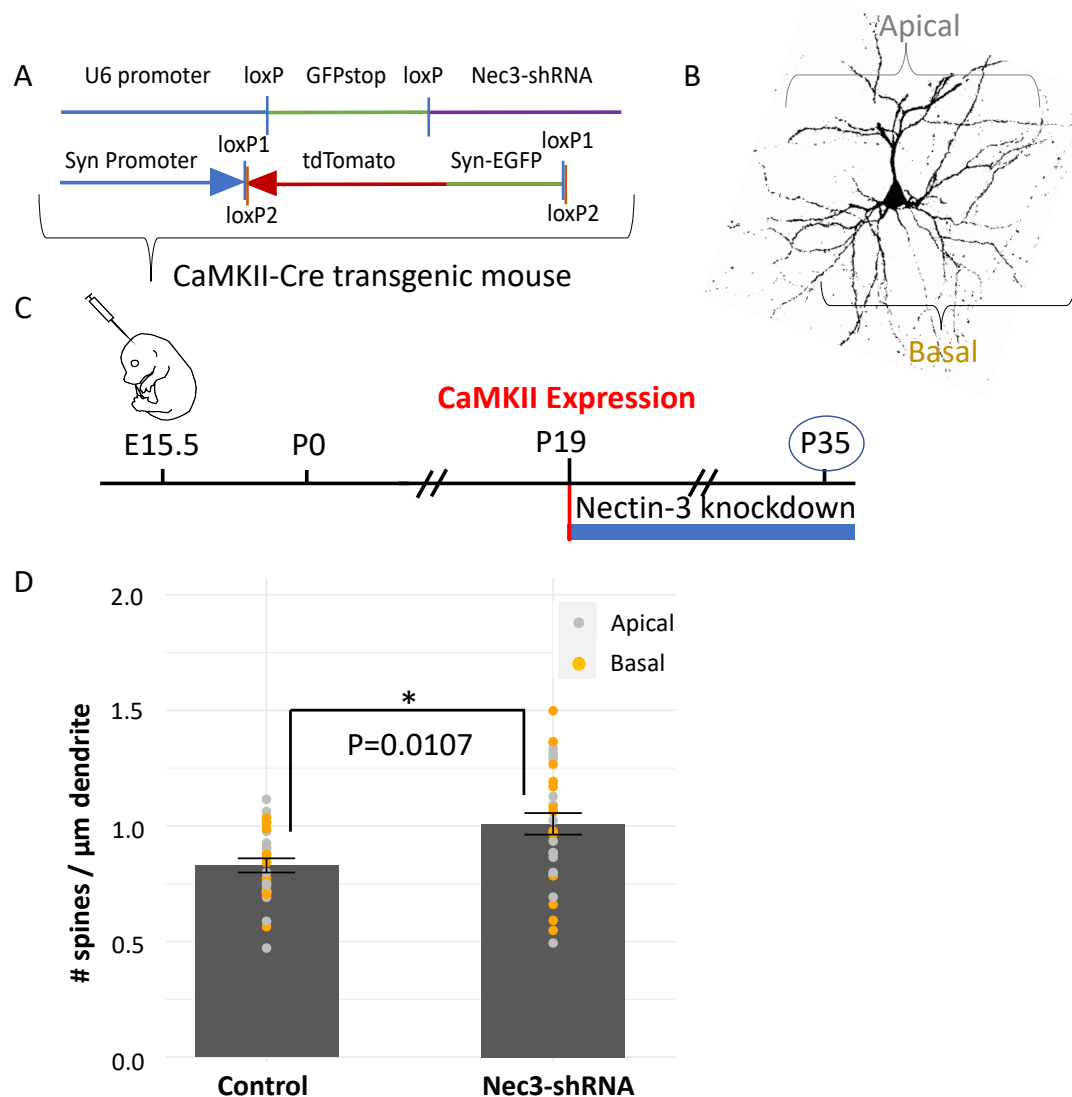 A
U6 promoter loxP GFPstop loxP Nec3-shRNA
loxP1 loxP1
Syn Promoter tdTomato Syn-EGFP
loxP2 loxP2
CaMKII-Cre transgenic mouse
B
Apical
Basal
C
CaMKII Expression
E15.5 P0 P19 P35
Nectin-3 knockdown
D
# spines / µm dendrite
2.0
1.5
1.0
0.5
0.0
Apical
Basal
*
P=0.0107
Control Nec3-shRNA